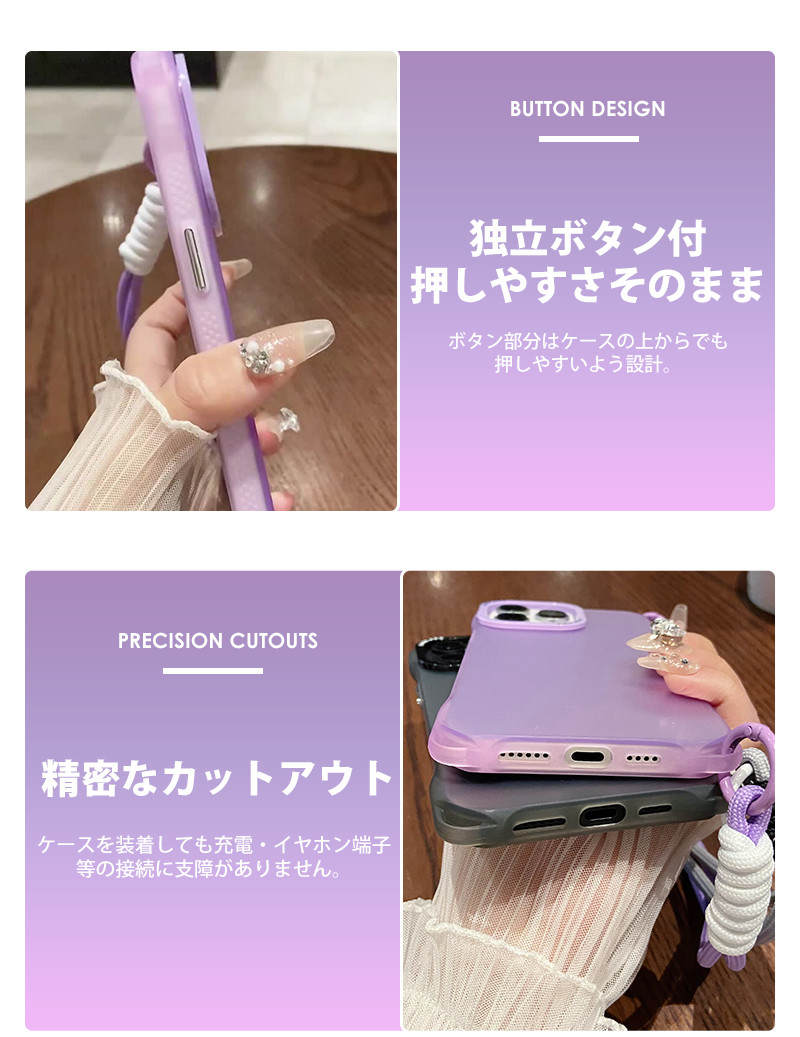 BUTTON DESIGN
独立ボタン付
押しやすさそのまま
ボタン部分はケースの上からでも
押しやすいよう設計。
PRECISION CUTOUTS
精密なカットアウト
ケースを装着しても充電・イヤホン端子
等の接続に支障がありません。